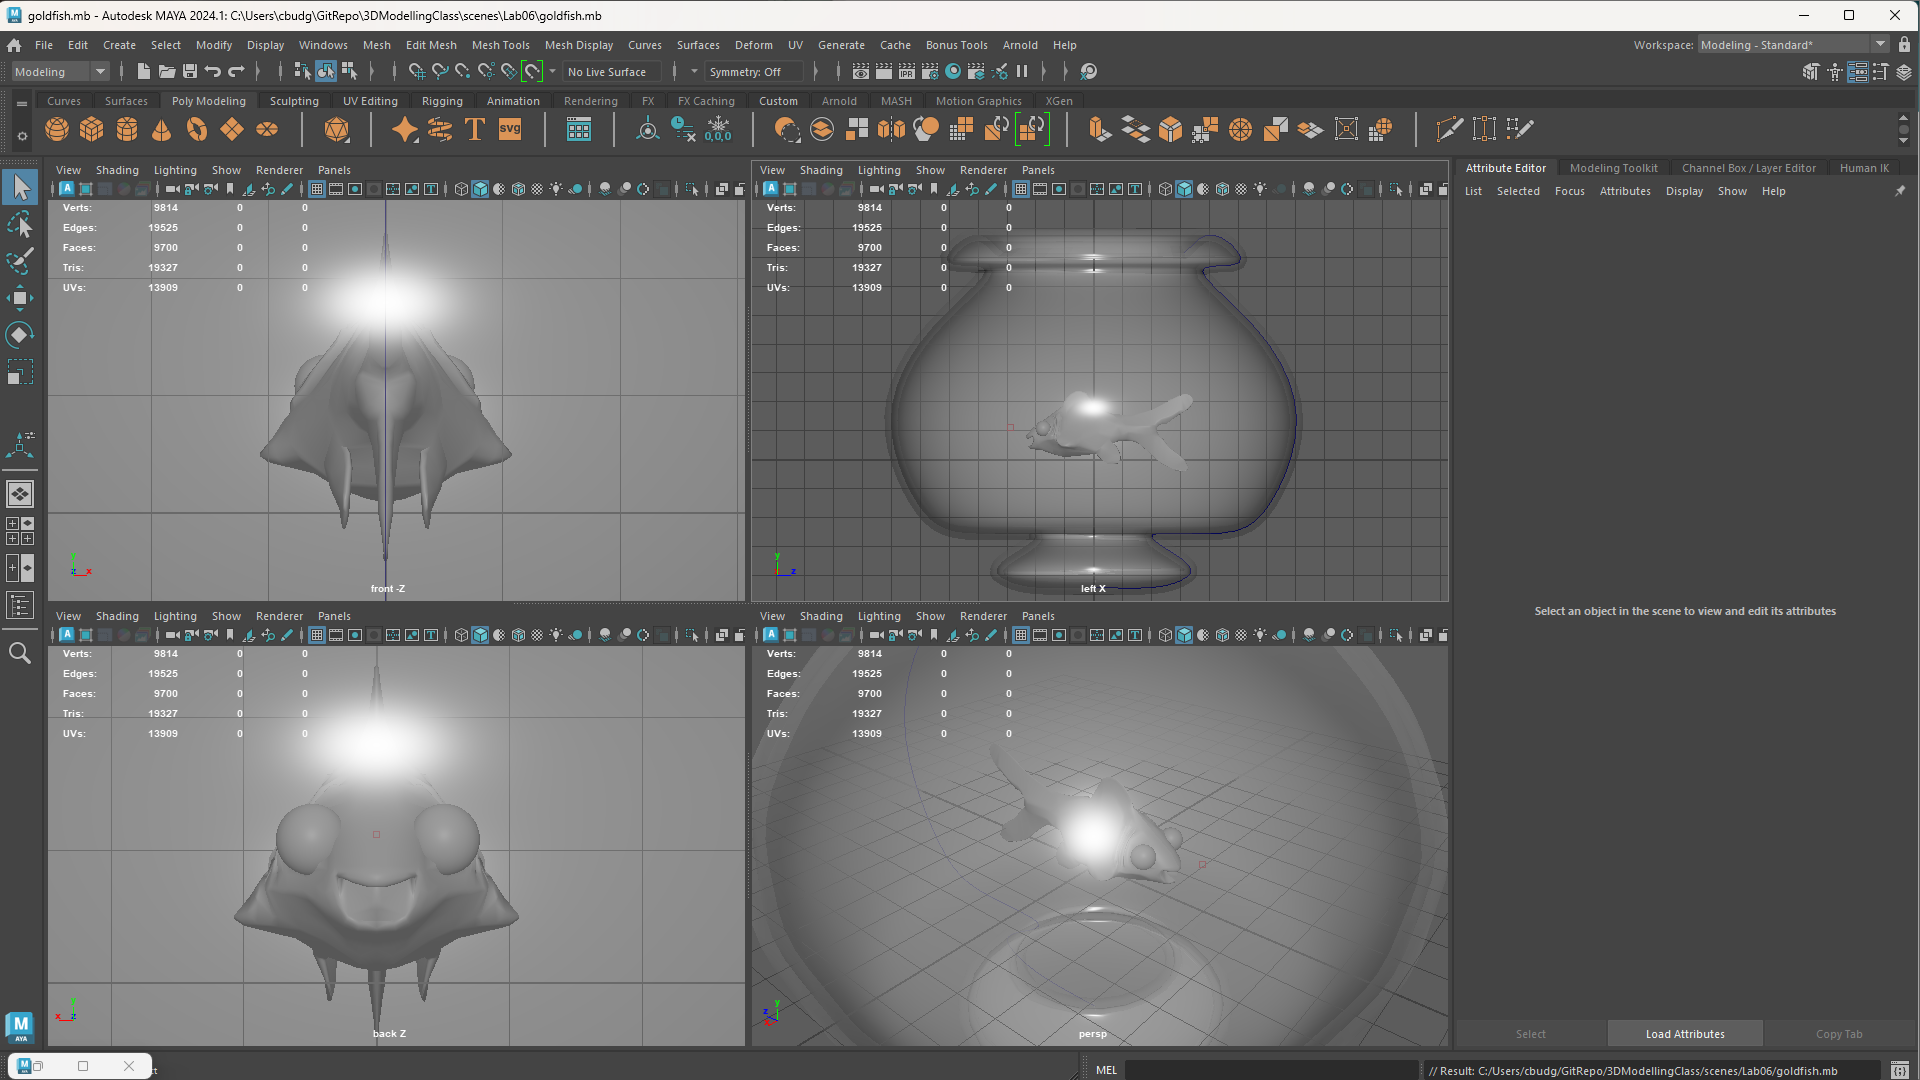 goldfish.mb - Autodesk MAYA 2024.1: C:\Users\cbudg\GitRepo\3DModellingClass\scenes\Lab06\goldfish.mb
File Edit Create Select Modify Display Windows Mesh Edit Mesh Mesh Tools Mesh Display Curves Surfaces Deform UV Generate Cache Bonus Tools Arnold Help Workspace: Modeling - Standard*
Modeling No Live Surface Symmetry: Off IPR
Curves Surfaces Poly Modeling Sculpting UV Editing Rigging Animation Rendering FX FX Caching Custom Arnold MASH Motion Graphics XGen
T SVG 0,0,0
View Shading Lighting Show Renderer Panels
Verts: 9814 0 0
Edges: 19525 0 0
Faces: 9700 0 0
Tris: 19327 0 0
UVs: 13909 0 0
y
z x
front -Z
View Shading Lighting Show Renderer Panels
Verts: 9814 0 0
Edges: 19525 0 0
Faces: 9700 0 0
Tris: 19327 0 0
UVs: 13909 0 0
y
z
left X
View Shading Lighting Show Renderer Panels
Verts: 9814 0 0
Edges: 19525 0 0
Faces: 9700 0 0
Tris: 19327 0 0
UVs: 13909 0 0
y
x z
back Z
View Shading Lighting Show Renderer Panels
Verts: 9814 0 0
Edges: 19525 0 0
Faces: 9700 0 0
Tris: 19327 0 0
UVs: 13909 0 0
y
z
x
persp
Attribute Editor Modeling Toolkit Channel Box / Layer Editor Human IK
List Selected Focus Attributes Display Show Help
Select an object in the scene to view and edit its attributes
Select Load Attributes Copy Tab
M
AYA
MEL // Result: C:/Users/cbudg/GitRepo/3DModellingClass/scenes/Lab06/goldfish.mb